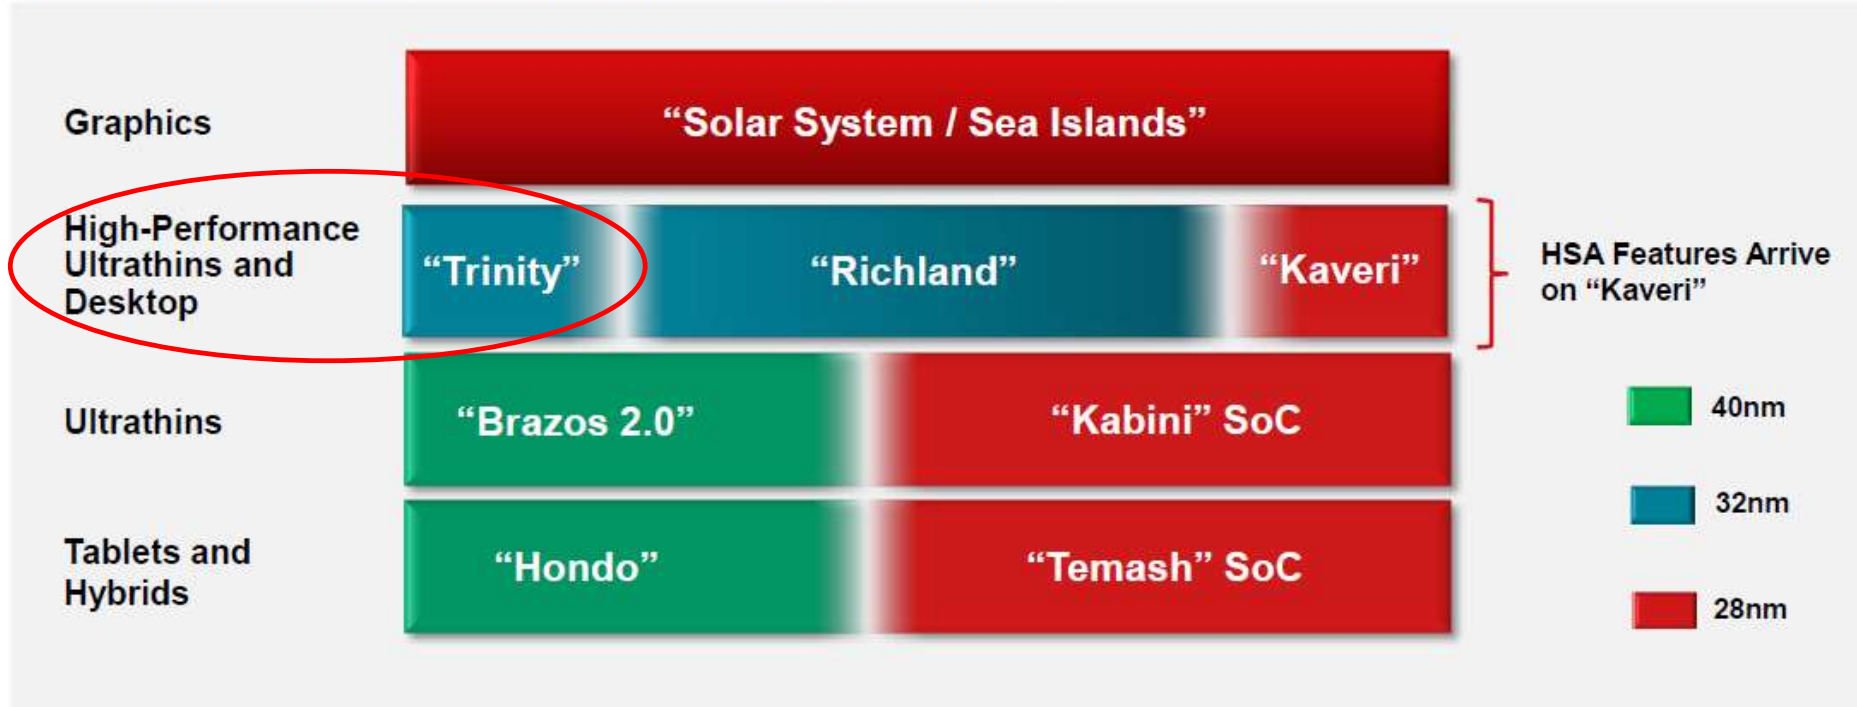 Graphics
“Solar System / Sea Islands”
High-Performance
Ultrathins and
Desktop
“Trinity”
“Richland”
“Kaveri”
HSA Features Arrive
on “Kaveri”
Ultrathins
“Brazos 2.0”
“Kabini” SoC
40nm
32nm
Tablets and
Hybrids
“Hondo”
“Temash” SoC
28nm